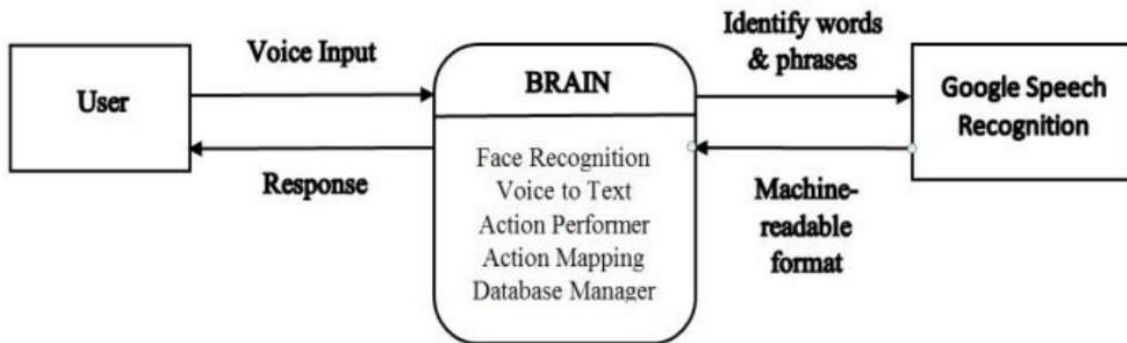 User
Voice Input
Response
BRAIN
Face Recognition
Voice to Text
Action Performer
Action Mapping
Database Manager
Identify words
& phrases
Machine-
readable
format
Google Speech
Recognition